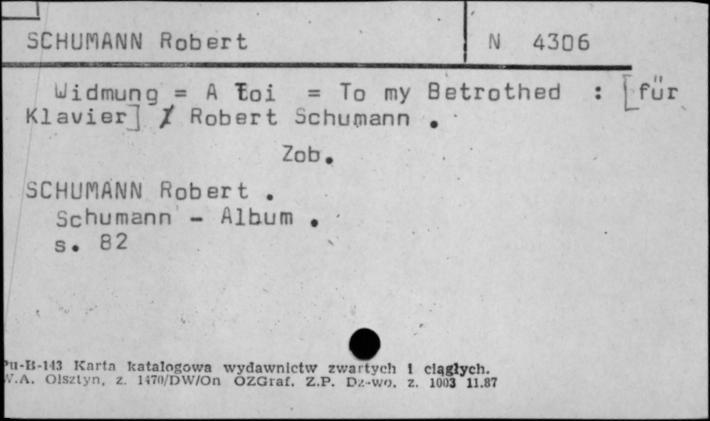 SCHUMANN Robert N 4306
Widmung = A toi = To my Betrothed : [für
Klavier] / Robert Schumann .
Zob.
SCHUMANN Robert .
Schumann - Album .
s. 82
Pu-B-143 Karta katalogowa wydawnictw zwartych i ciągłych.
W.A. Olsztyn, z. 1470/DW/On OZGraf. Z.P. Dz-wo. z. 1003 11.87